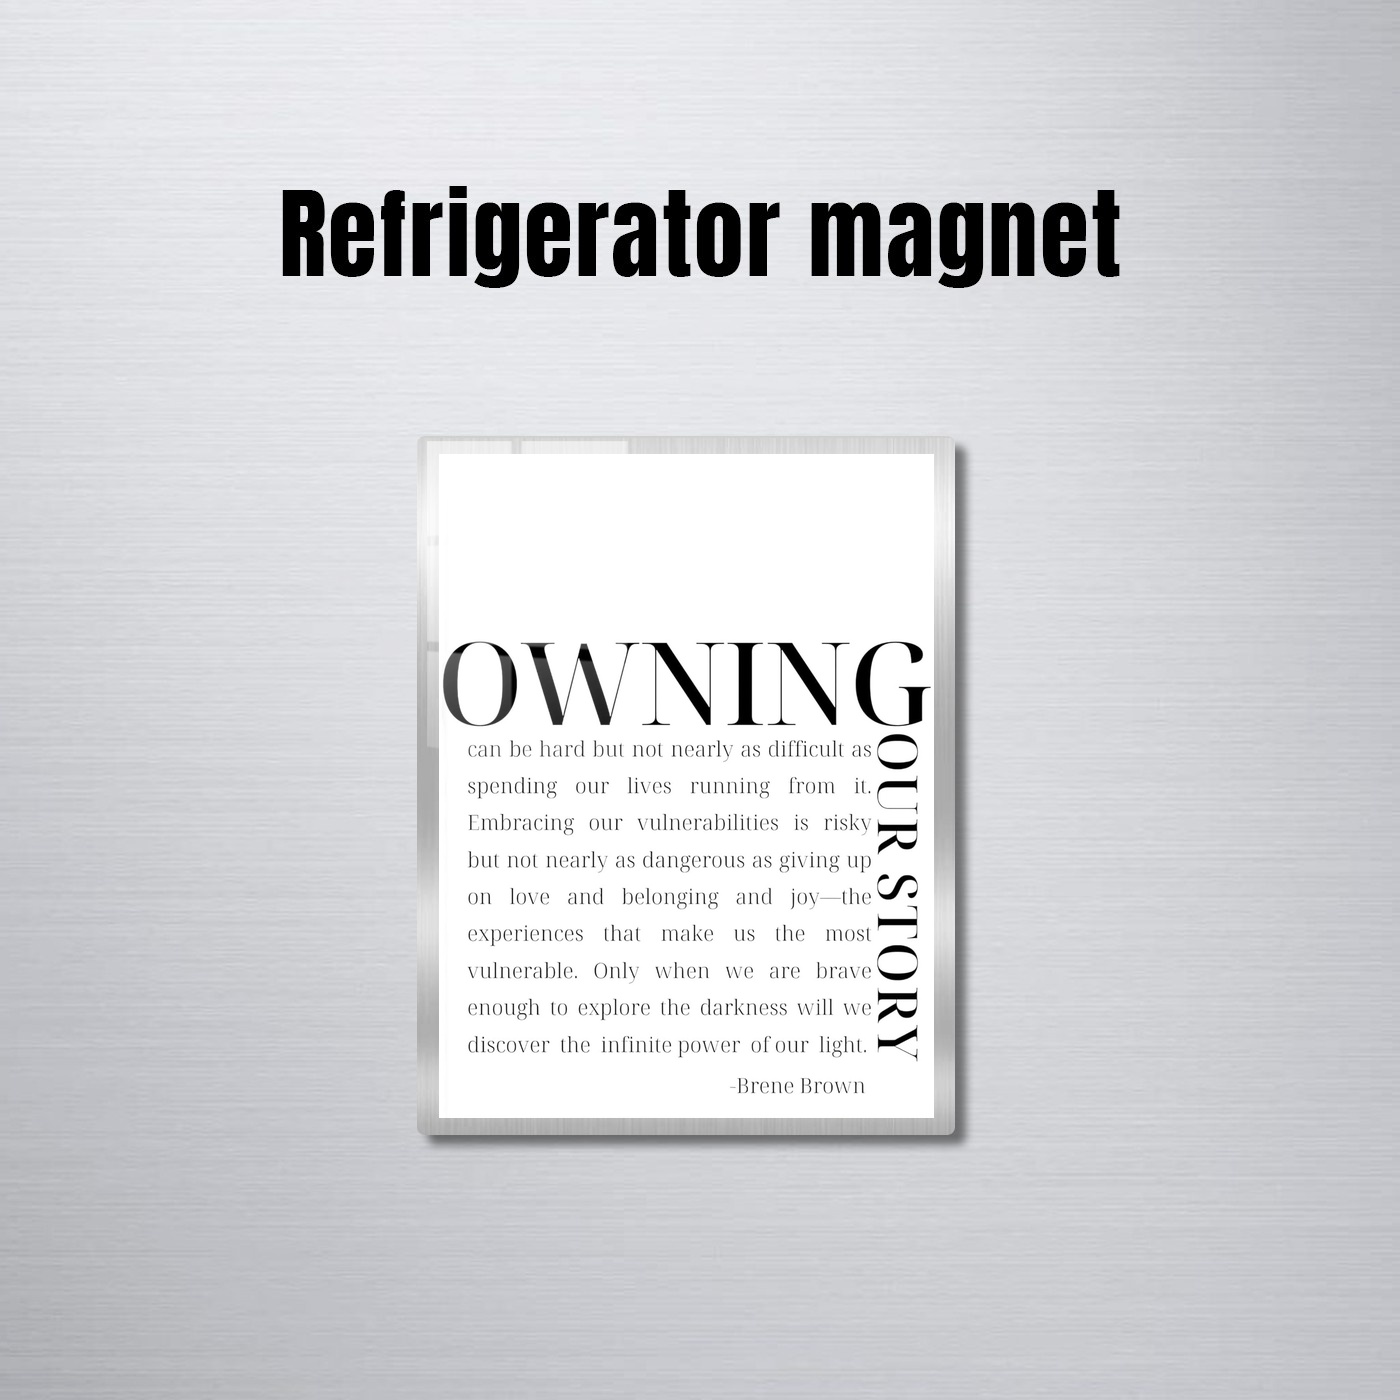 Refrigerator magnet
OWNING
OUR STORY
can be hard but not nearly as difficult as
spending our lives running from it.
Embracing our vulnerabilities is risky
but not nearly as dangerous as giving up
on love and belonging and joy—the
experiences that make us the most
vulnerable. Only when we are brave
enough to explore the darkness will we
discover the infinite power of our light.
-Brene Brown